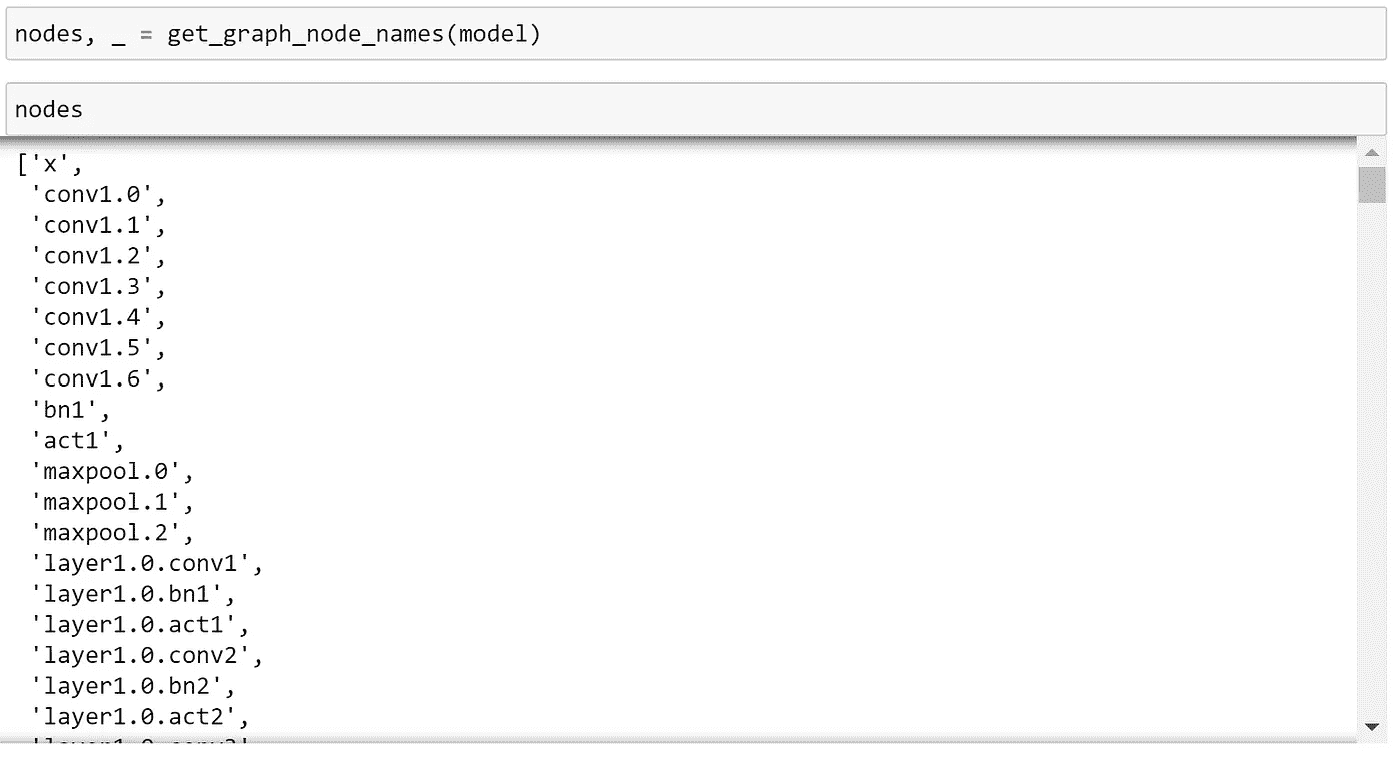 nodes, _ = get_graph_node_names(model)
nodes
['x',
'conv1.0',
'conv1.1',
'conv1.2',
'conv1.3',
'conv1.4',
'conv1.5',
'conv1.6',
'bn1',
'act1',
'maxpool.0',
'maxpool.1',
'maxpool.2',
'layer1.0.conv1',
'layer1.0.bn1',
'layer1.0.act1',
'layer1.0.conv2',
'layer1.0.bn2',
'layer1.0.act2',